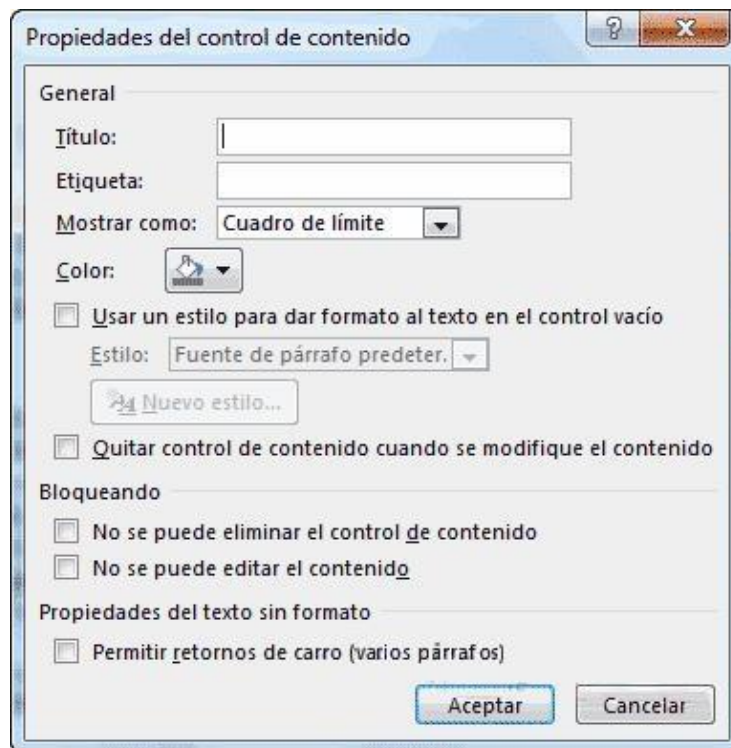 Propiedades del control de contenido
General
Título:
Etiqueta:
Mostrar como: Cuadro de límite
Color:
Usar un estilo para dar formato al texto en el control vacío
Estilo: Fuente de párrafo predeter.
Nuevo estilo...
Quitar control de contenido cuando se modifique el contenido
Bloqueando
No se puede eliminar el control de contenido
No se puede editar el contenido
Propiedades del texto sin formato
Permitir retornos de carro (varios párrafos)
Aceptar Cancelar